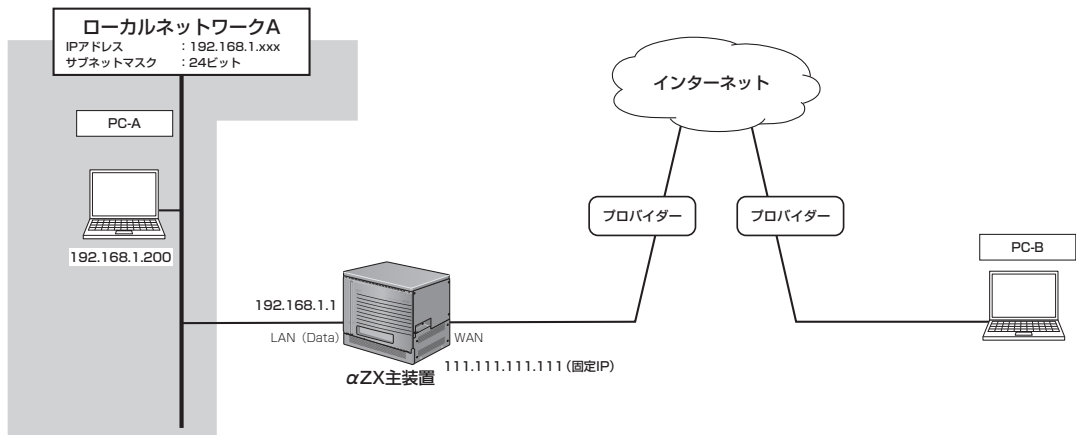 ローカルネットワークA
IPアドレス ：192.168.1.xxx
サブネットマスク ：24ビット
PC-A
192.168.1.200
インターネット
プロバイダー
プロバイダー
PC-B
192.168.1.1
LAN（Data）
WAN
111.111.111.111（固定IP）
αZX主装置